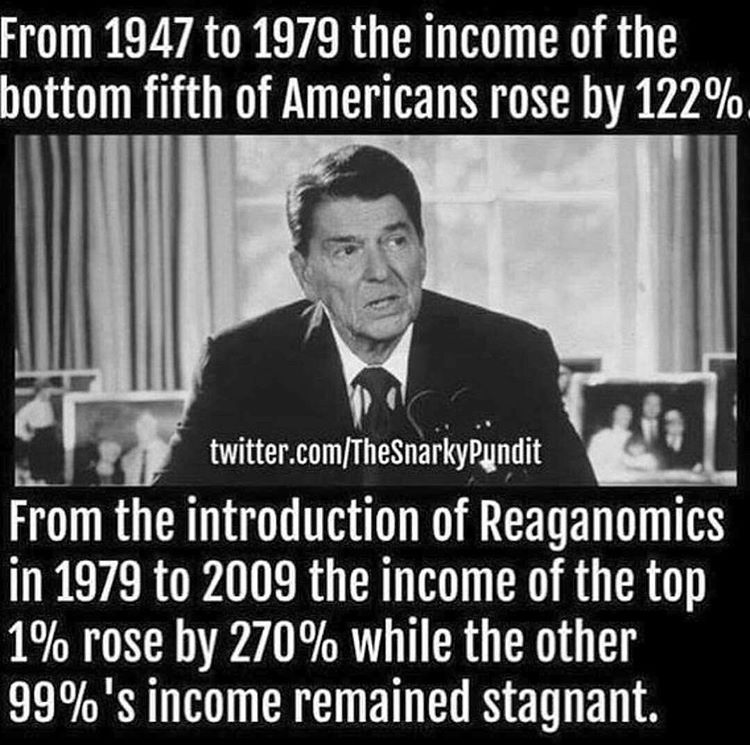 From 1947 to 1979 the income of the
bottom fifth of Americans rose by 122%.
twitter.com/TheSnarkyPundit
From the introduction of Reaganomics
in 1979 to 2009 the income of the top
1% rose by 270% while the other
99%'s income remained stagnant.